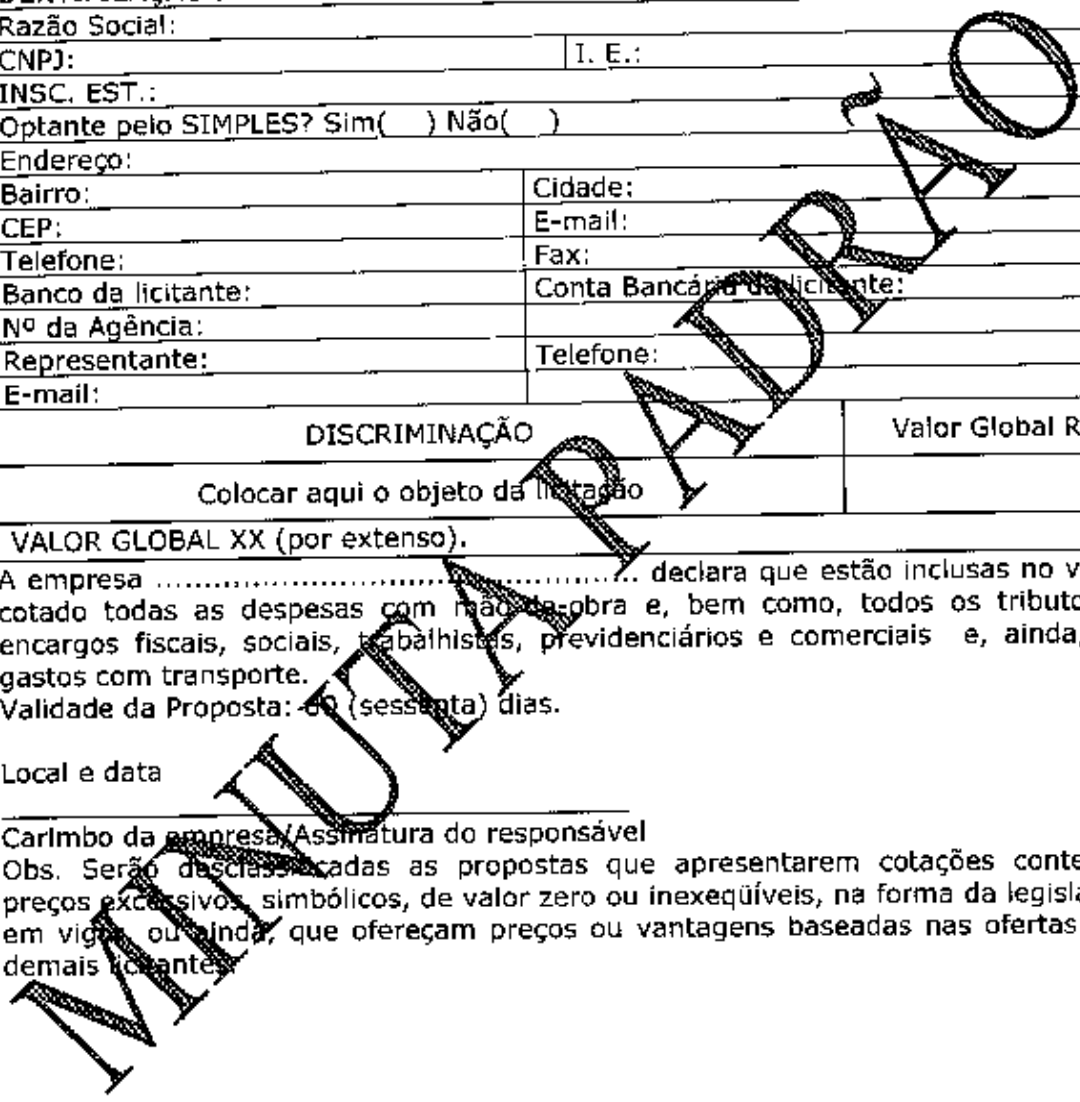 Razão Social:
CNPJ: I. E.:
INSC. EST.:
Optante pelo SIMPLES? Sim( ) Não( )
Endereço:
Bairro: Cidade:
CEP: E-mail:
Telefone: Fax:
Banco da licitante: Conta Bancária da licitante:
Nº da Agência:
Representante: Telefone:
E-mail:
DISCRIMINAÇÃO Valor Global R
Colocar aqui o objeto da licitação
VALOR GLOBAL XX (por extenso).
A empresa ................................................ declara que estão inclusas no v
cotado todas as despesas com mão-de-obra e, bem como, todos os tributo
encargos fiscais, sociais, trabalhistas, previdenciários e comerciais e, ainda,
gastos com transporte.
Validade da Proposta: 60 (sessenta) dias.
Local e data
Carimbo da empresa/Assinatura do responsável
Obs. Serão desclassificadas as propostas que apresentarem cotações conte
preços excessivos, simbólicos, de valor zero ou inexeqüíveis, na forma da legisla
em vigor, ou ainda, que ofereçam preços ou vantagens baseadas nas ofertas
demais licitantes.
MINUTA PADRÃO